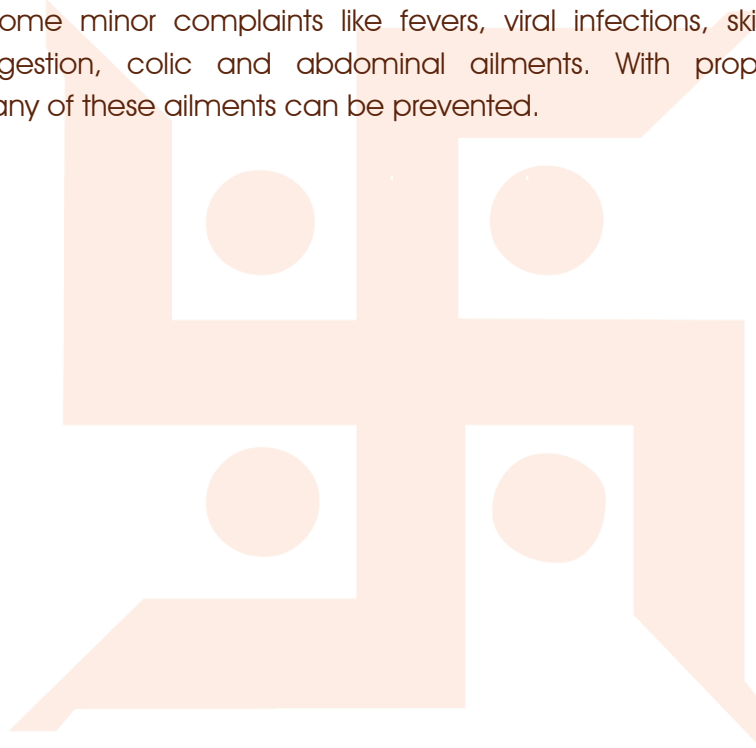 ome minor complaints like fevers, viral infections, ski
gestion, colic and abdominal ailments. With prop
any of these ailments can be prevented.